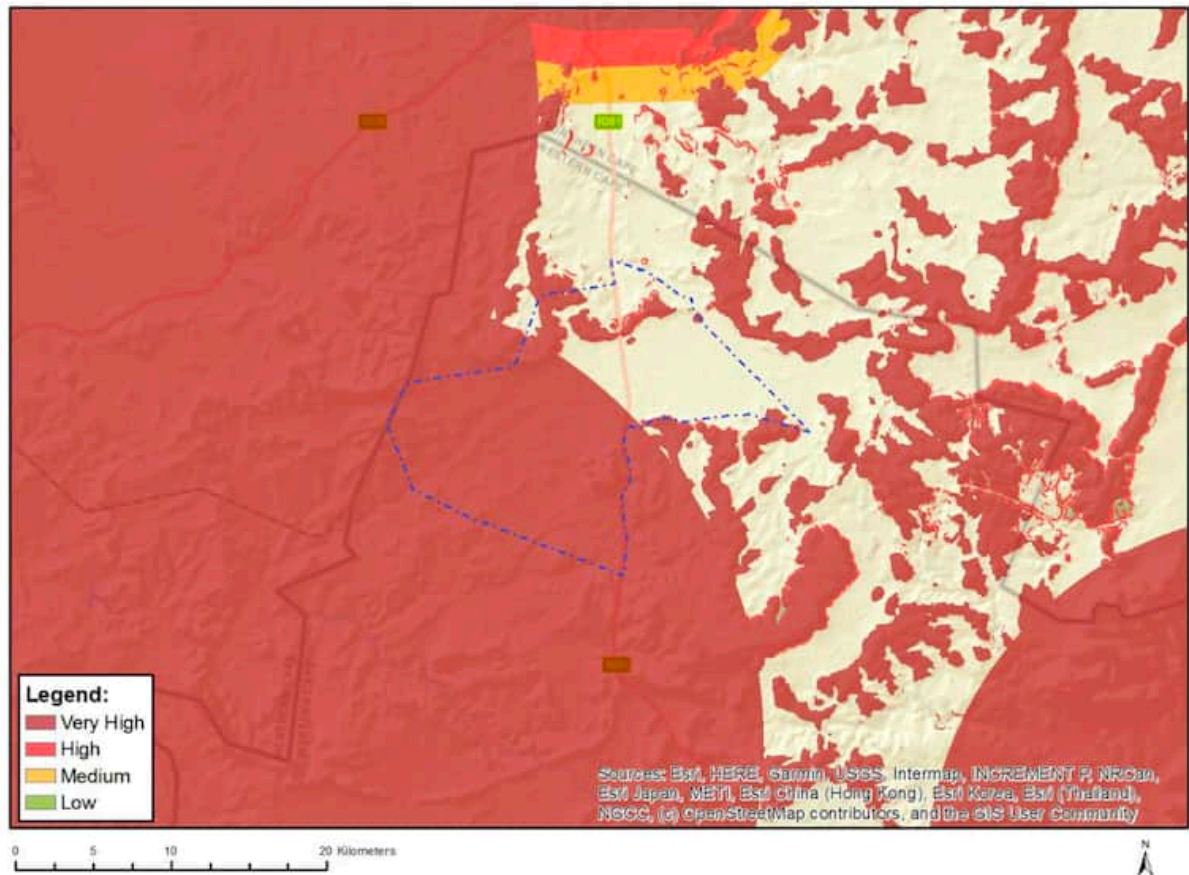 WESTERN CAPE
Legend:
Very High
High
Medium
Low
Sources: Esri, HERE, Garmin, USGS, Intermap, INCREMENT P, NRCan,
Esri Japan, METI, Esri China (Hong Kong), Esri Korea, Esri (Thailand),
NGCC, (c) OpenStreetMap contributors, and the GIS User Community
0 5 10 20 Kilometers
N